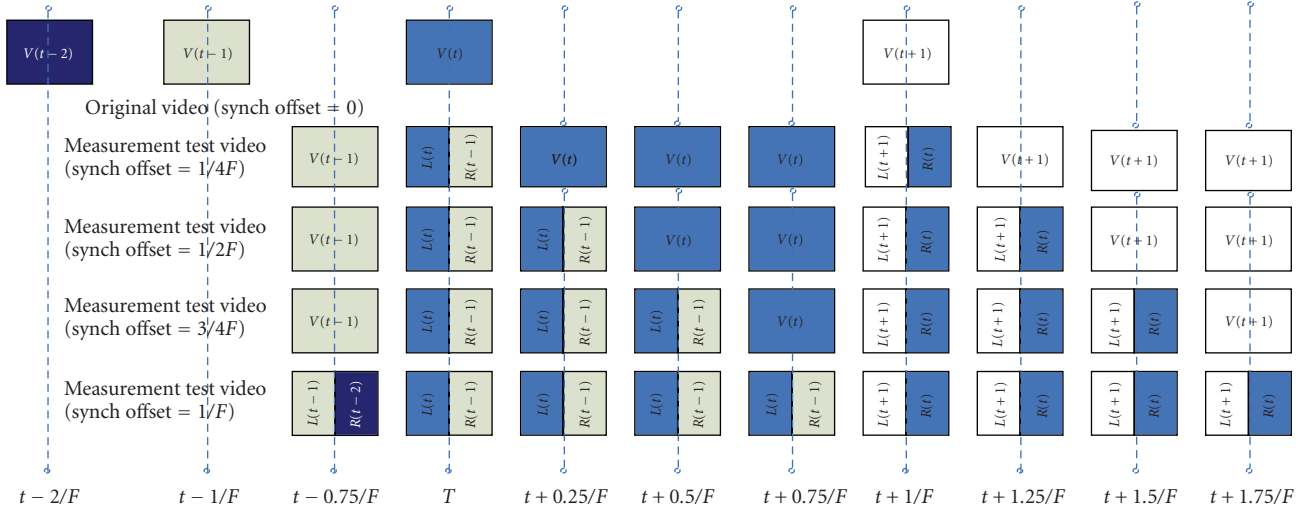 V(t − 2) V(t − 1) V(t) V(t + 1)
Original video (synch offset = 0)
Measurement test video
(synch offset = 1/4F)
V(t − 1) L(t) R(t − 1) V(t) V(t) V(t) L(t + 1) R(t) V(t + 1) V(t + 1) V(t + 1)
Measurement test video
(synch offset = 1/2F)
V(t − 1) L(t) R(t − 1) L(t) R(t − 1) V(t) V(t) L(t + 1) R(t) L(t + 1) R(t) V(t + 1) V(t + 1)
Measurement test video
(synch offset = 3/4F)
V(t − 1) L(t) R(t − 1) L(t) R(t − 1) L(t) R(t − 1) V(t) L(t + 1) R(t) L(t + 1) R(t) L(t + 1) R(t) V(t + 1)
Measurement test video
(synch offset = 1/F)
L(t − 1) R(t − 2) L(t) R(t − 1) L(t) R(t − 1) L(t) R(t − 1) L(t) R(t − 1) L(t + 1) R(t) L(t + 1) R(t) L(t + 1) R(t) L(t + 1) R(t)
t − 2/F t − 1/F t − 0.75/F T t + 0.25/F t + 0.5/F t + 0.75/F t + 1/F t + 1.25/F t + 1.5/F t + 1.75/F